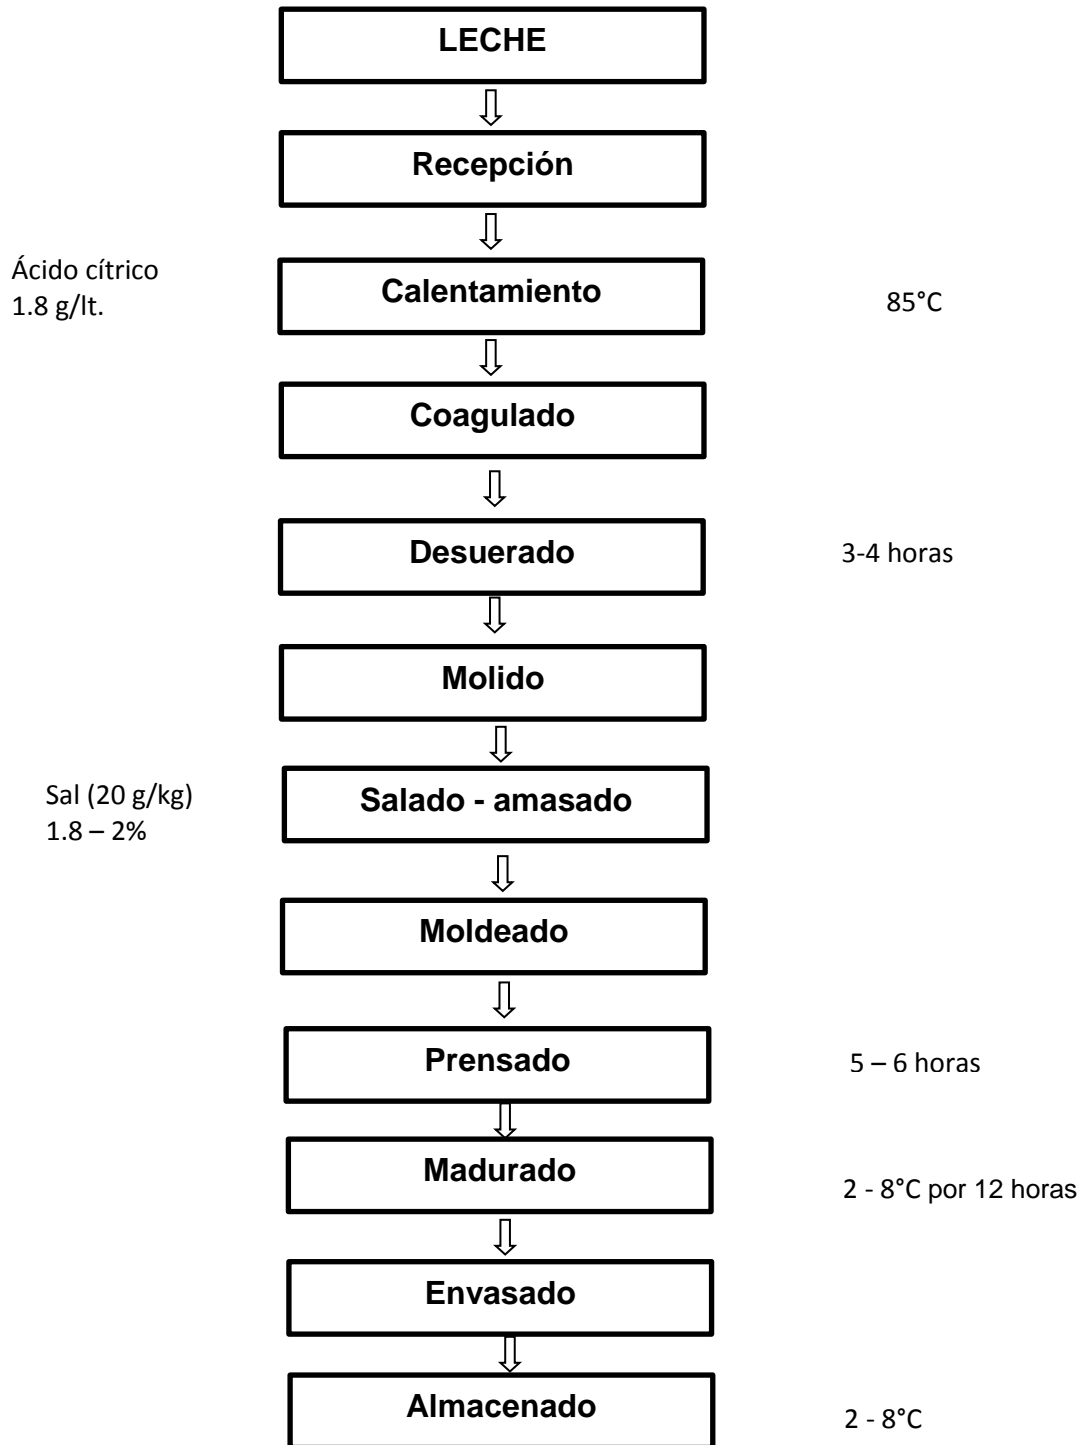 LECHE
Recepción
Ácido cítrico
1.8 g/lt.
Calentamiento
85°C
Coagulado
Desuerado
3-4 horas
Molido
Sal (20 g/kg)
1.8 – 2%
Salado - amasado
Moldeado
Prensado
5 – 6 horas
Madurado
2 - 8°C por 12 horas
Envasado
Almacenado
2 - 8°C